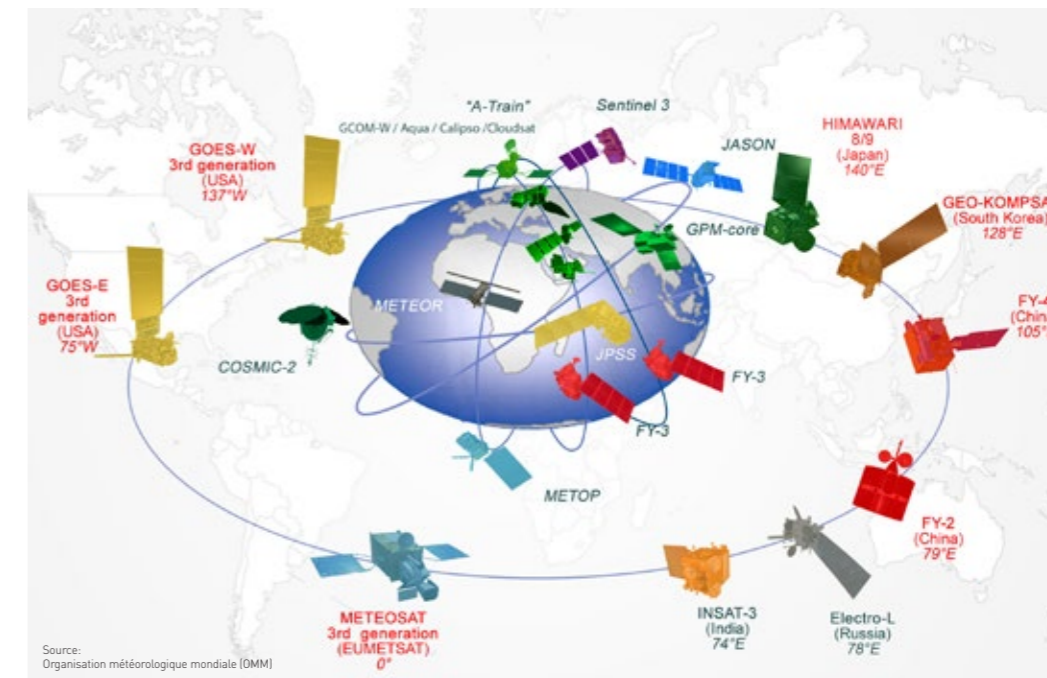 "A-Train"
GCOM-W / Aqua / Calipso /Cloudsat
Sentinel 3
JASON
HIMAWARI
8/9
(Japan)
140°E
GOES-W
3rd generation
(USA)
137°W
GEO-KOMPSA
(South Korea)
128°E
GPM-core
GOES-E
3rd
generation
(USA)
75°W
METEOR
FY-4
(Chin
105°
COSMIC-2
JPSS
FY-3
FY-3
METOP
FY-2
(China)
79°E
METEOSAT
3rd generation
(EUMETSAT)
0°
INSAT-3
(India)
74°E
Electro-L
(Russia)
78°E
Source:
Organisation météorologique mondiale (OMM)